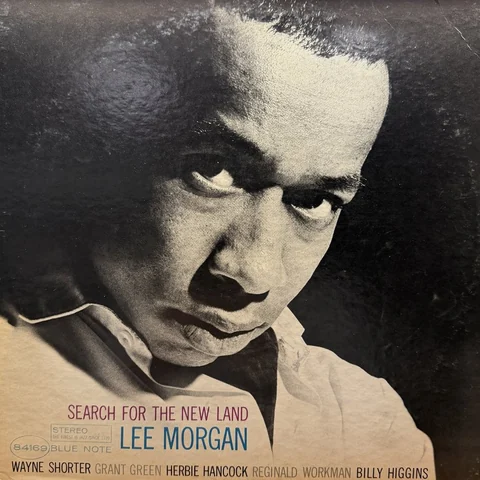 SEARCH FOR THE NEW LAND
STEREO
84169 BLUE NOTE
LEE MORGAN
WAYNE SHORTER GRANT GREEN HERBIE HANCOCK REGINALD WORKMAN BILLY HIGGINS